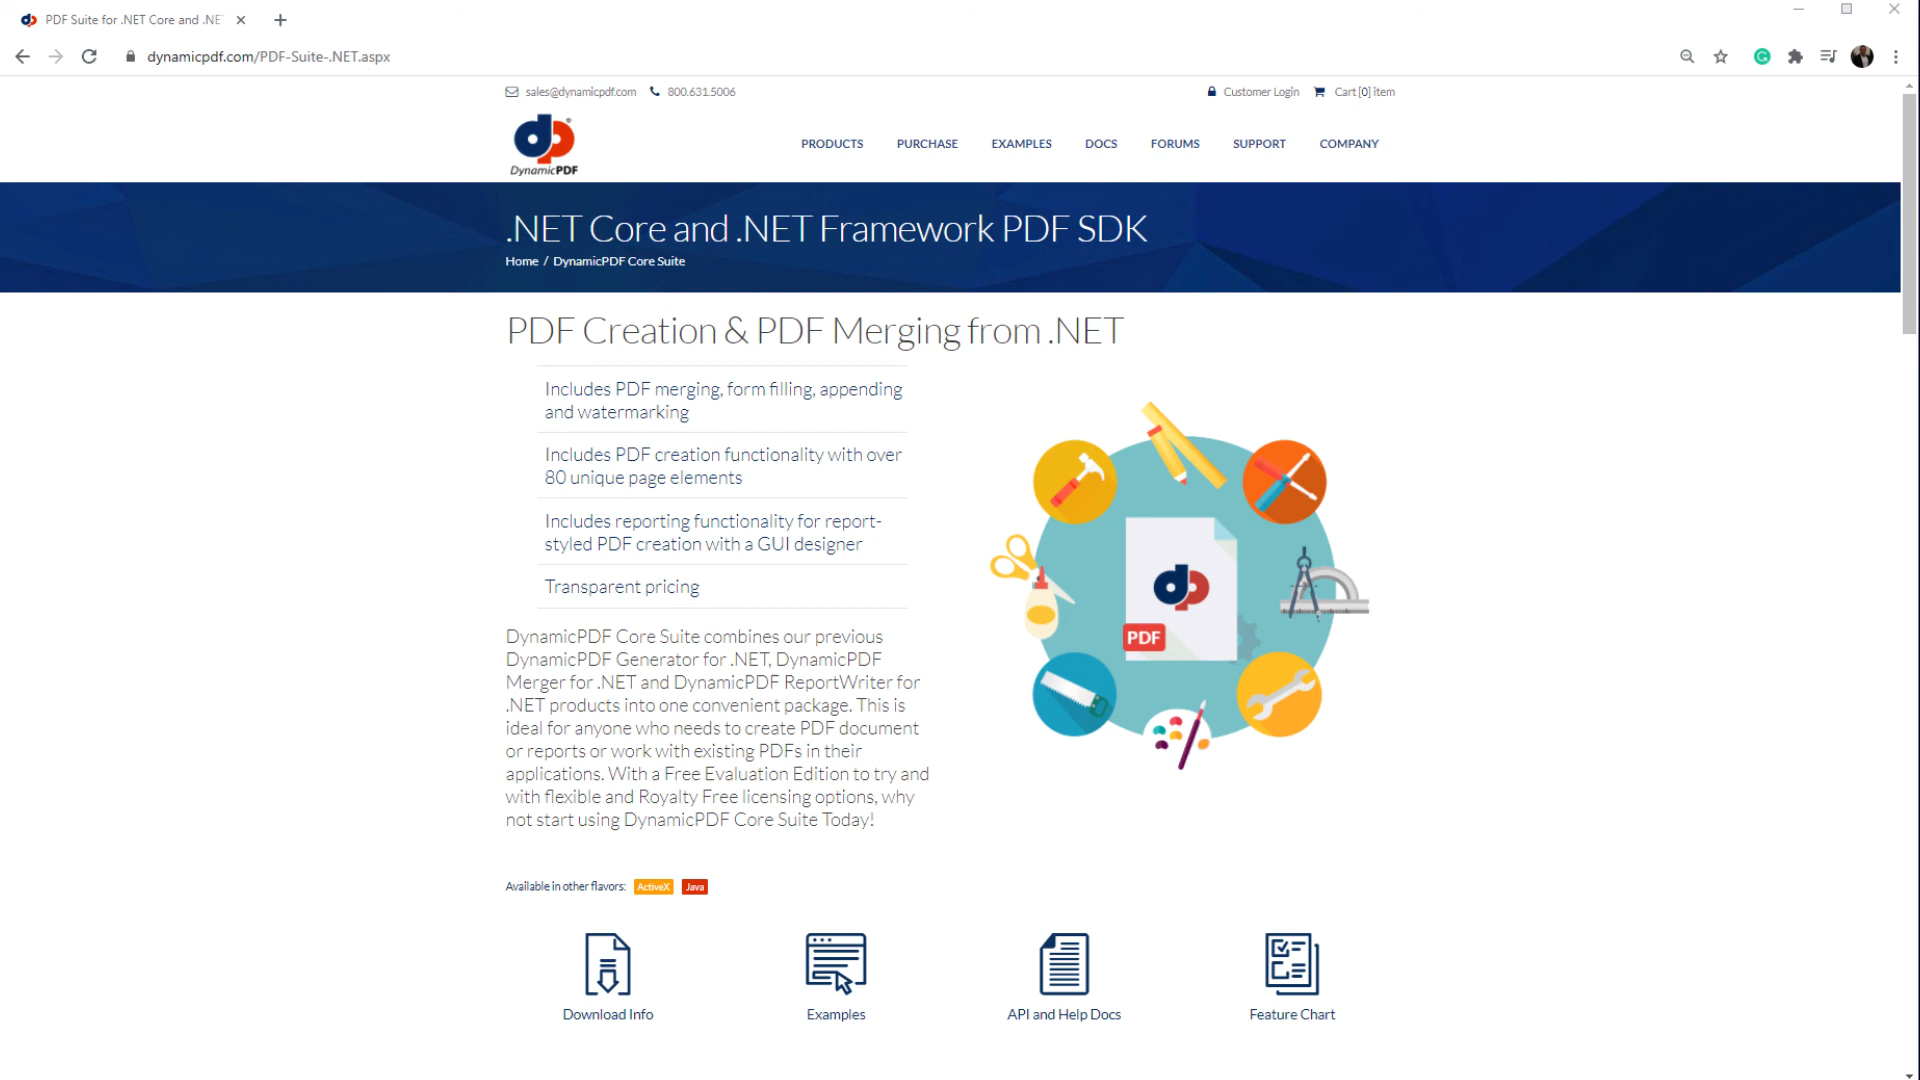 PDF Suite for .NET Core and .NE
dynamicpdf.com/PDF-Suite-.NET.aspx
sales@dynamicpdf.com 800.631.5006
Customer Login Cart [0] item
dp
DynamicPDF
PRODUCTS PURCHASE EXAMPLES DOCS FORUMS SUPPORT COMPANY
.NET Core and .NET Framework PDF SDK
Home / DynamicPDF Core Suite
PDF Creation & PDF Merging from .NET
Includes PDF merging, form filling, appending
and watermarking
Includes PDF creation functionality with over
80 unique page elements
Includes reporting functionality for report-
styled PDF creation with a GUI designer
Transparent pricing
dp
PDF
DynamicPDF Core Suite combines our previous
DynamicPDF Generator for .NET, DynamicPDF
Merger for .NET and DynamicPDF ReportWriter for
.NET products into one convenient package. This is
ideal for anyone who needs to create PDF document
or reports or work with existing PDFs in their
applications. With a Free Evaluation Edition to try and
with flexible and Royalty Free licensing options, why
not start using DynamicPDF Core Suite Today!
Available in other flavors: ActiveX Java
Download Info Examples API and Help Docs Feature Chart